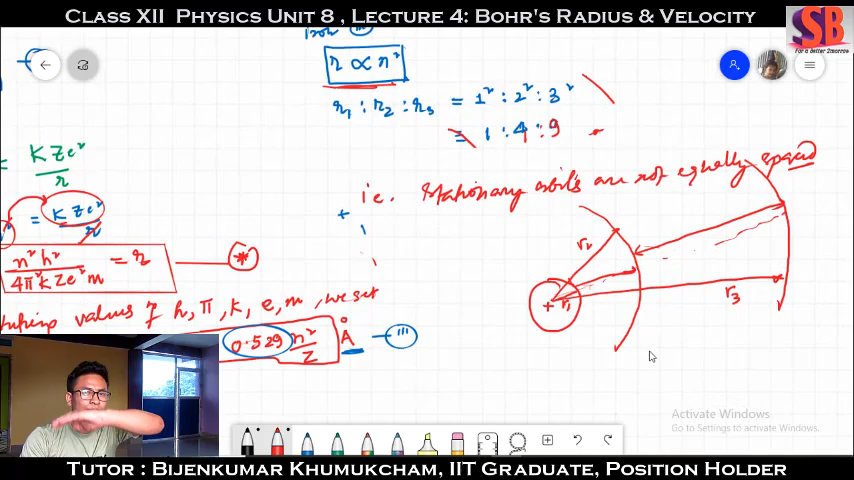 CLASS XII Physics Unit 8 , Lecture 4: Bohr's Radius & Velocity
SB
For a better 2morrow
r ∝ n²
r₁ : r₂ : r₃ = 1² : 2² : 3²
= 1 : 4 : 9
= KZe²/r
i.e. Stationary orbits are not equally spaced
= KZe²/r
n²h²/4π²kZe²m = r
*
r₂
+ r₁
r₃
values of h, π, k, e, m, we get
0.529 n²/Z Å — III
Activate Windows
Go to Settings to activate Windows.
TUTOR : BIJENKUMAR KHUMUKCHAM, IIT GRADUATE, POSITION HOLDER